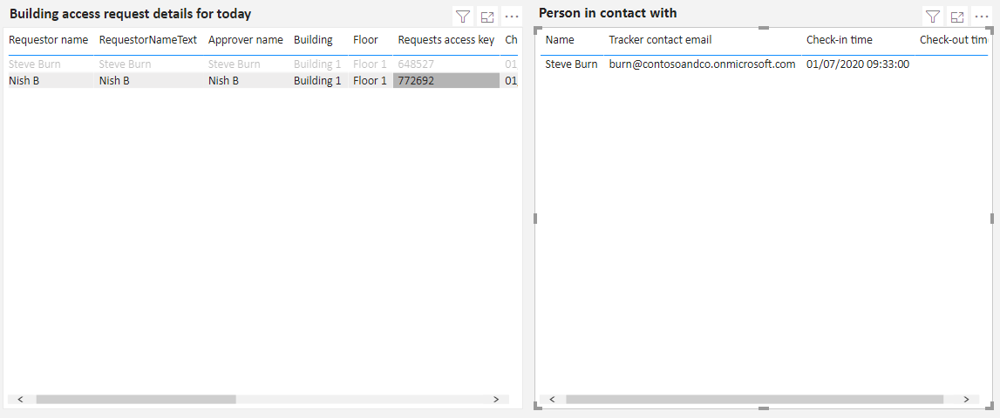 Building access request details for today
Requestor name RequestorNameText Approver name Building Floor Requests access key Ch
Steve Burn Steve Burn Steve Burn Building 1 Floor 1 648527 01
Nish B Nish B Nish B Building 1 Floor 1 772692 01
Person in contact with
Name Tracker contact email Check-in time Check-out tim
Steve Burn burn@contosoandco.onmicrosoft.com 01/07/2020 09:33:00